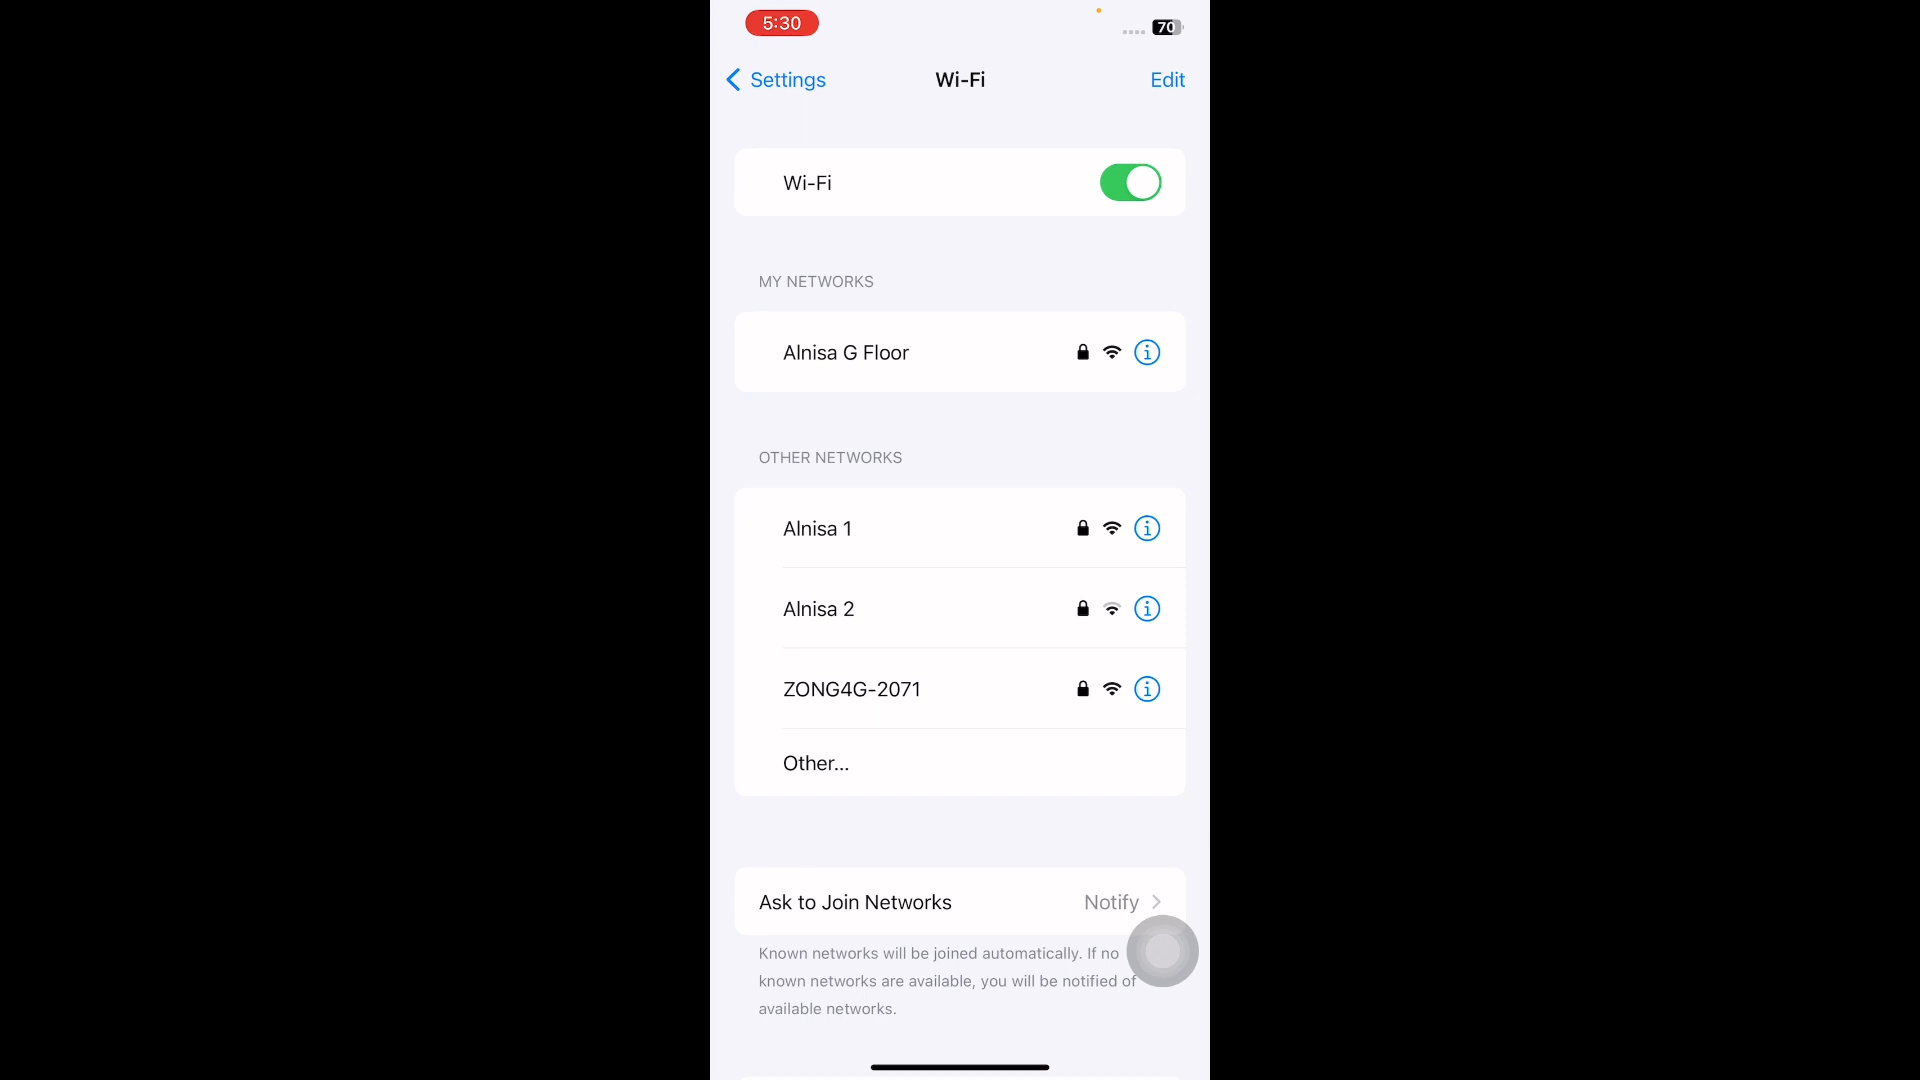 5:30
70
Settings
Wi-Fi
Edit
Wi-Fi
MY NETWORKS
Alnisa G Floor
OTHER NETWORKS
Alnisa 1
Alnisa 2
ZONG4G-2071
Other...
Ask to Join Networks
Notify
Known networks will be joined automatically. If no
known networks are available, you will be notified of
available networks.